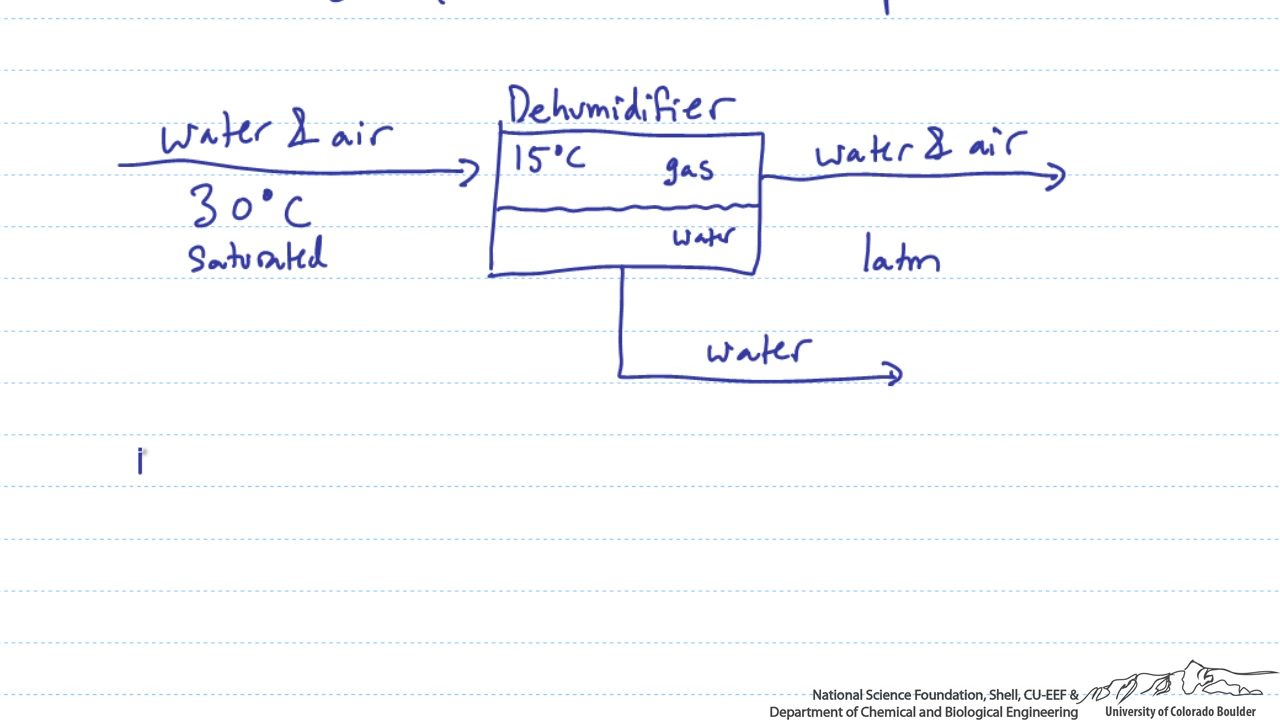 Dehumidifier
water & air
15°C gas
water & air
30°C
Saturated
water
1atm
water
i
National Science Foundation, Shell, CU-EEF &
Department of Chemical and Biological Engineering
University of Colorado Boulder